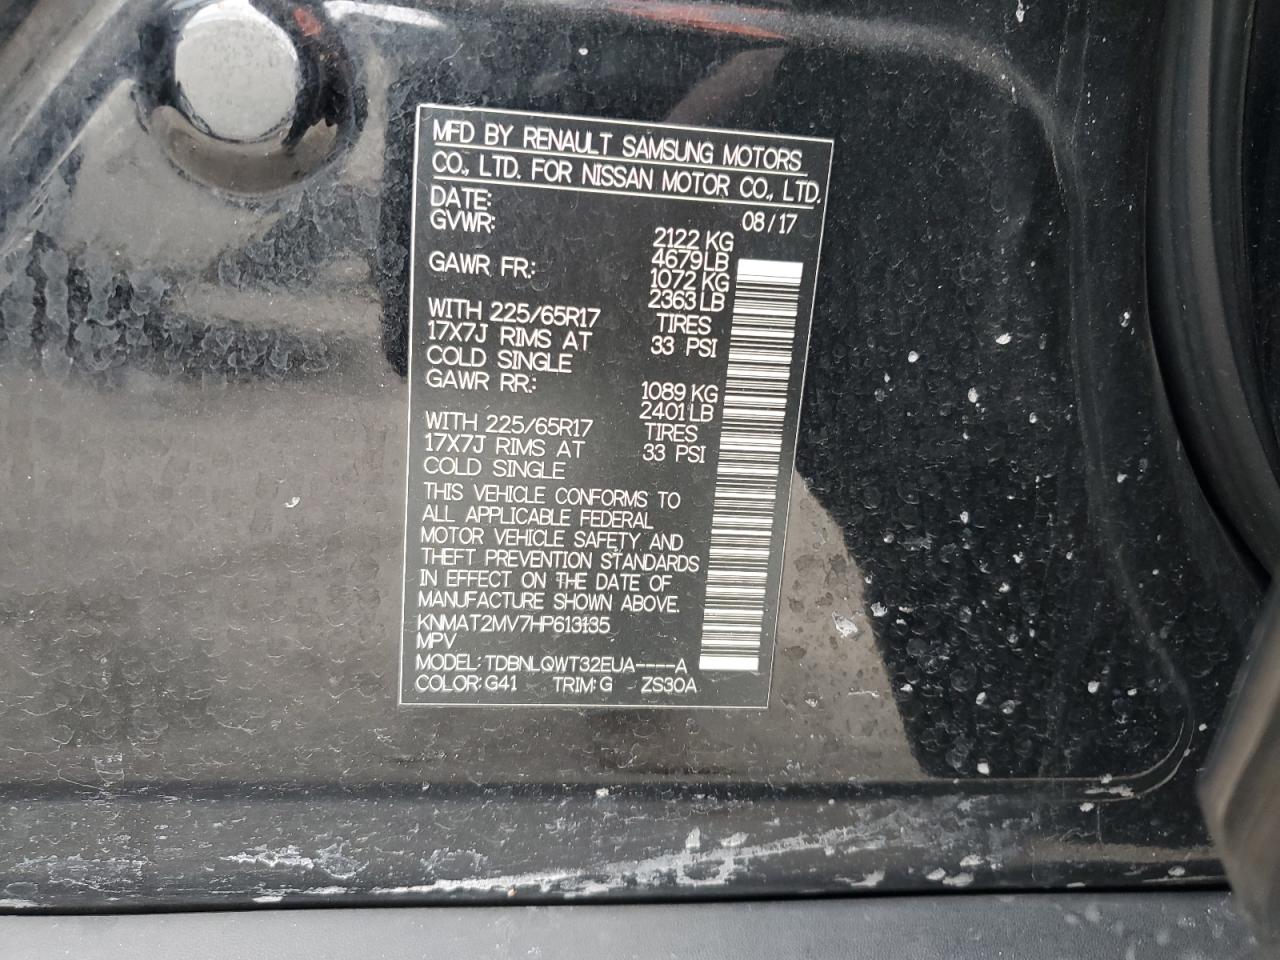 MFD BY RENAULT SAMSUNG MOTORS
CO., LTD. FOR NISSAN MOTOR CO., LTD.
DATE: 08/17
GVWR: 2122 KG
4679 LB
GAWR FR: 1072 KG
2363 LB
WITH 225/65R17 TIRES
17X7J RIMS AT 33 PSI
COLD SINGLE
GAWR RR: 1089 KG
2401 LB
WITH 225/65R17 TIRES
17X7J RIMS AT 33 PSI
COLD SINGLE
THIS VEHICLE CONFORMS TO
ALL APPLICABLE FEDERAL
MOTOR VEHICLE SAFETY AND
THEFT PREVENTION STANDARDS
IN EFFECT ON THE DATE OF
MANUFACTURE SHOWN ABOVE.
KNMAT2MV7HP613135
MPV
MODEL: TDBNLQWT32EUA----A
COLOR: G41 TRIM: G ZS30A